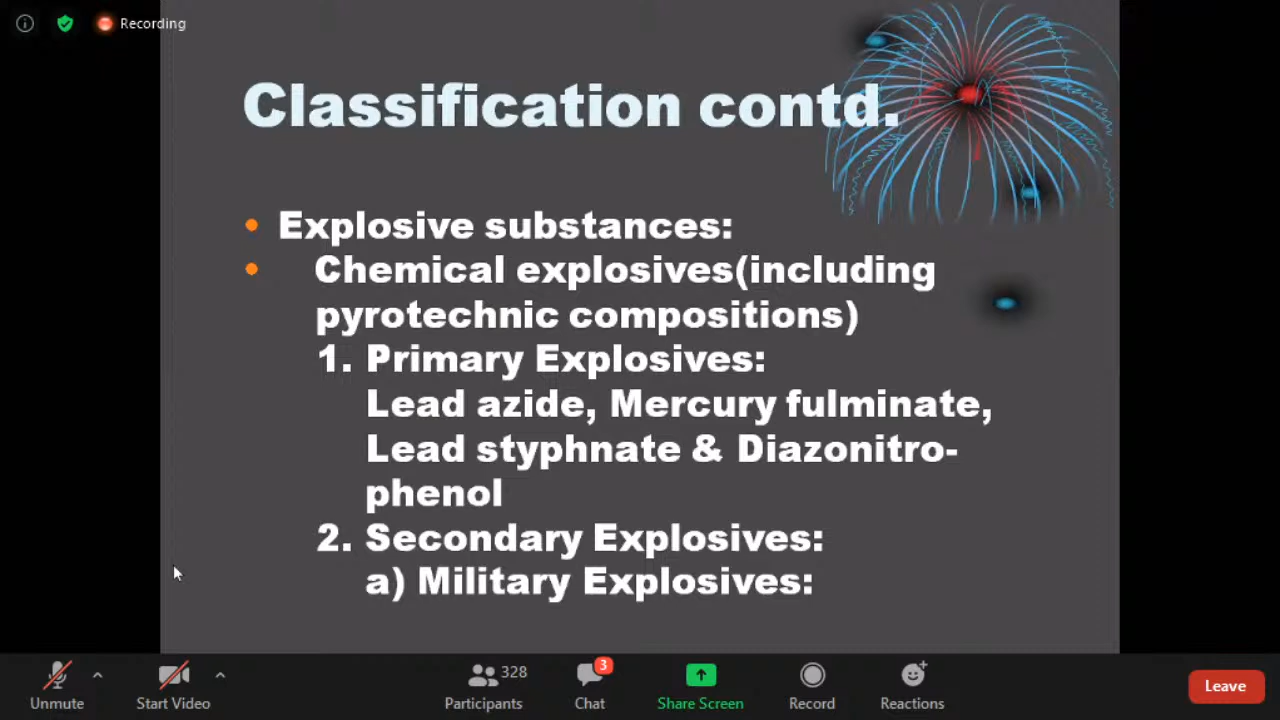 Recording
Classification contd.
• Explosive substances:
• Chemical explosives(including
pyrotechnic compositions)
1. Primary Explosives:
Lead azide, Mercury fulminate,
Lead styphnate & Diazonitro-
phenol
2. Secondary Explosives:
a) Military Explosives:
328
3
Unmute
Start Video
Participants
Chat
Share Screen
Record
Reactions
Leave